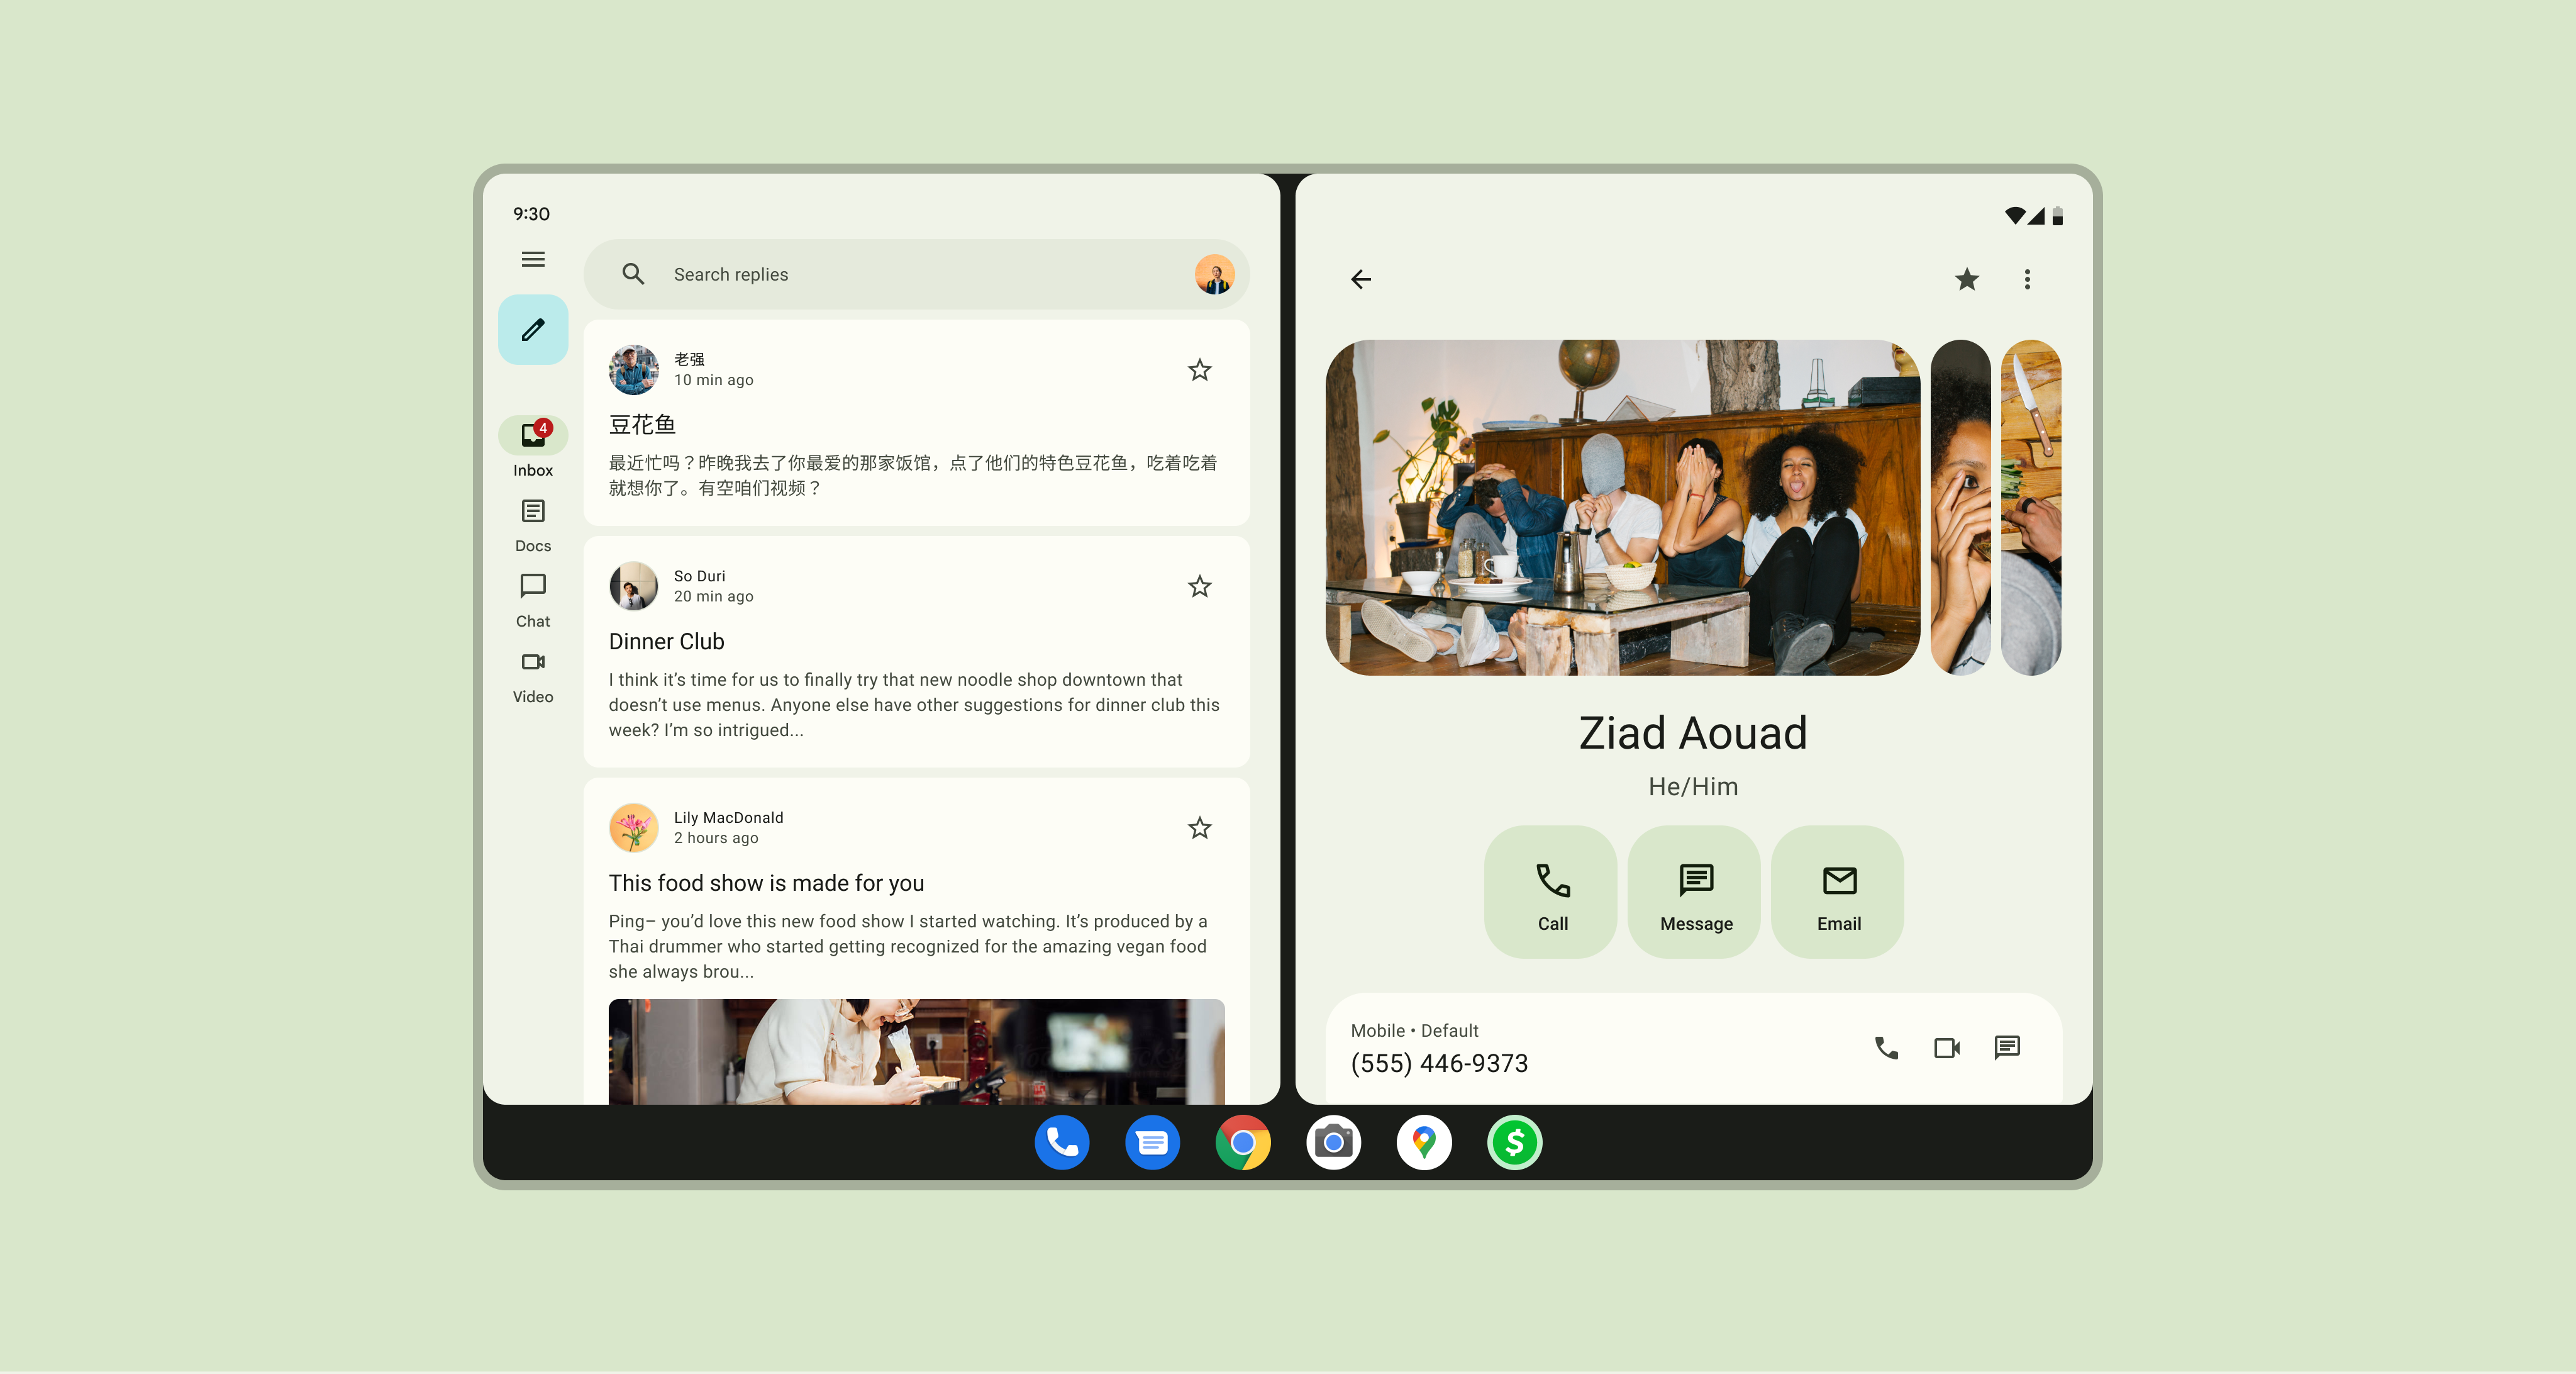 9:30
Search replies
4
Inbox
Docs
Chat
Video
老强
10 min ago
豆花鱼
最近忙吗？昨晚我去了你最爱的那家饭馆，点了他们的特色豆花鱼，吃着吃着
就想你了。有空咱们视频？
So Duri
20 min ago
Dinner Club
I think it’s time for us to finally try that new noodle shop downtown that
doesn’t use menus. Anyone else have other suggestions for dinner club this
week? I’m so intrigued...
Lily MacDonald
2 hours ago
This food show is made for you
Ping– you’d love this new food show I started watching. It’s produced by a
Thai drummer who started getting recognized for the amazing vegan food
she always brou...
Ziad Aouad
He/Him
Call
Message
Email
Mobile • Default
(555) 446-9373
$